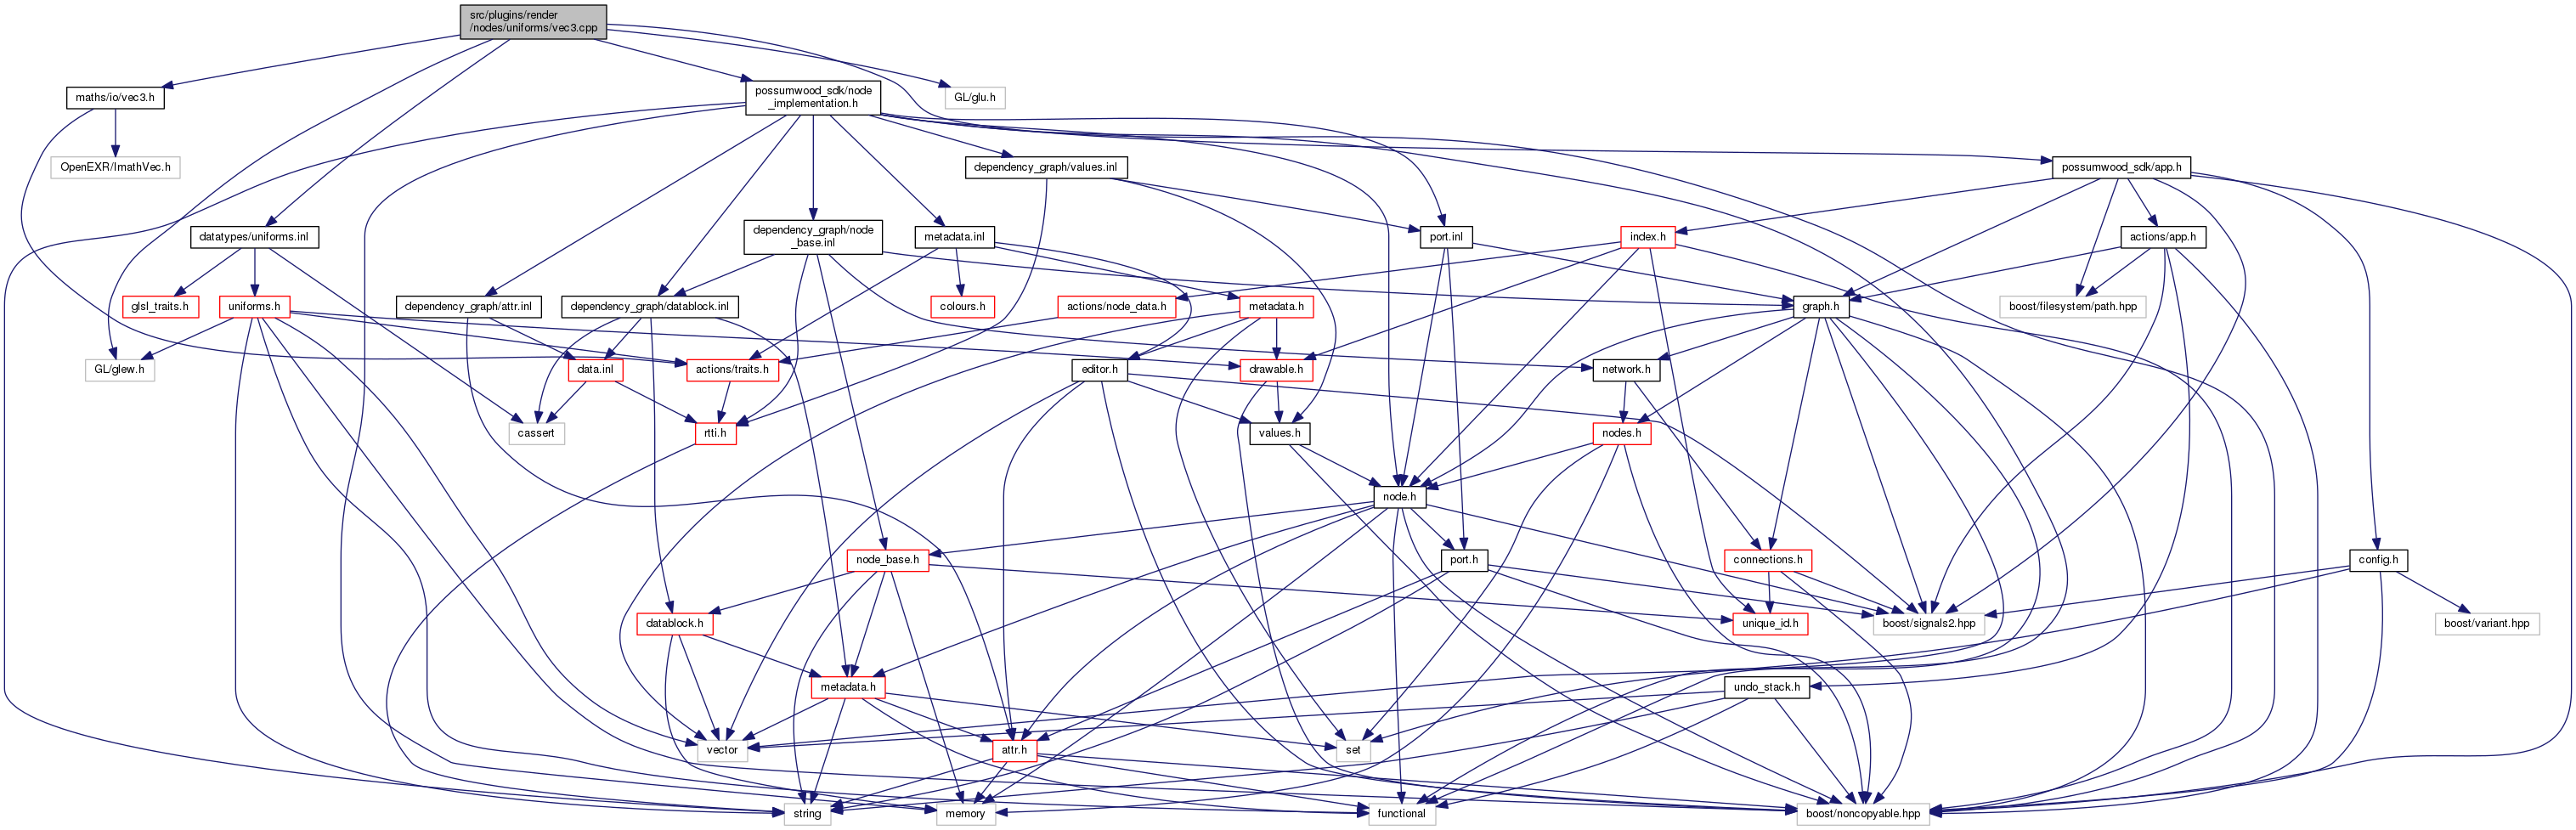 src/plugins/render
/nodes/uniforms/vec3.cpp
maths/io/vec3.h
possumwood_sdk/node
_implementation.h
GL/glu.h
OpenEXR/ImathVec.h
dependency_graph/values.inl
possumwood_sdk/app.h
datatypes/uniforms.inl
dependency_graph/node
_base.inl
metadata.inl
port.inl
index.h
actions/app.h
glsl_traits.h
uniforms.h
dependency_graph/attr.inl
dependency_graph/datablock.inl
colours.h
actions/node_data.h
metadata.h
graph.h
boost/filesystem/path.hpp
GL/glew.h
data.inl
actions/traits.h
editor.h
drawable.h
network.h
cassert
rtti.h
values.h
nodes.h
node.h
node_base.h
port.h
connections.h
config.h
datablock.h
unique_id.h
boost/signals2.hpp
boost/variant.hpp
metadata.h
undo_stack.h
vector
attr.h
set
string
memory
functional
boost/noncopyable.hpp